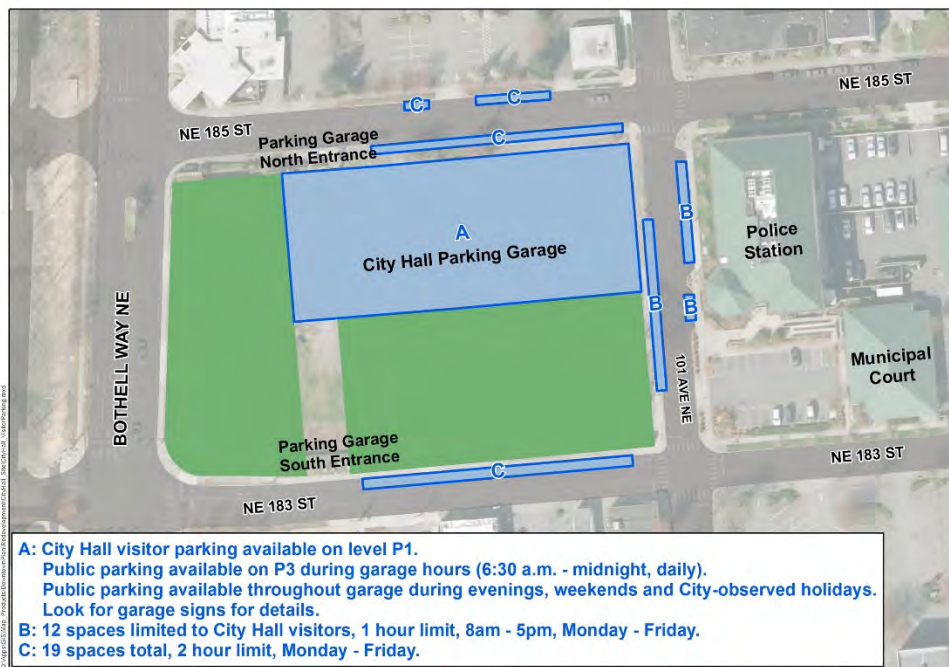 C
C
NE 185 ST
NE 185 ST
Parking Garage
North Entrance
C
A
City Hall Parking Garage
B
Police
Station
B
B
BOTHELL WAY NE
101 AVE NE
Municipal
Court
Parking Garage
South Entrance
C
NE 183 ST
NE 183 ST
A: City Hall visitor parking available on level P1.
Public parking available on P3 during garage hours (6:30 a.m. - midnight, daily).
Public parking available throughout garage during evenings, weekends and City-observed holidays.
Look for garage signs for details.
B: 12 spaces limited to City Hall visitors, 1 hour limit, 8am - 5pm, Monday - Friday.
C: 19 spaces total, 2 hour limit, Monday - Friday.